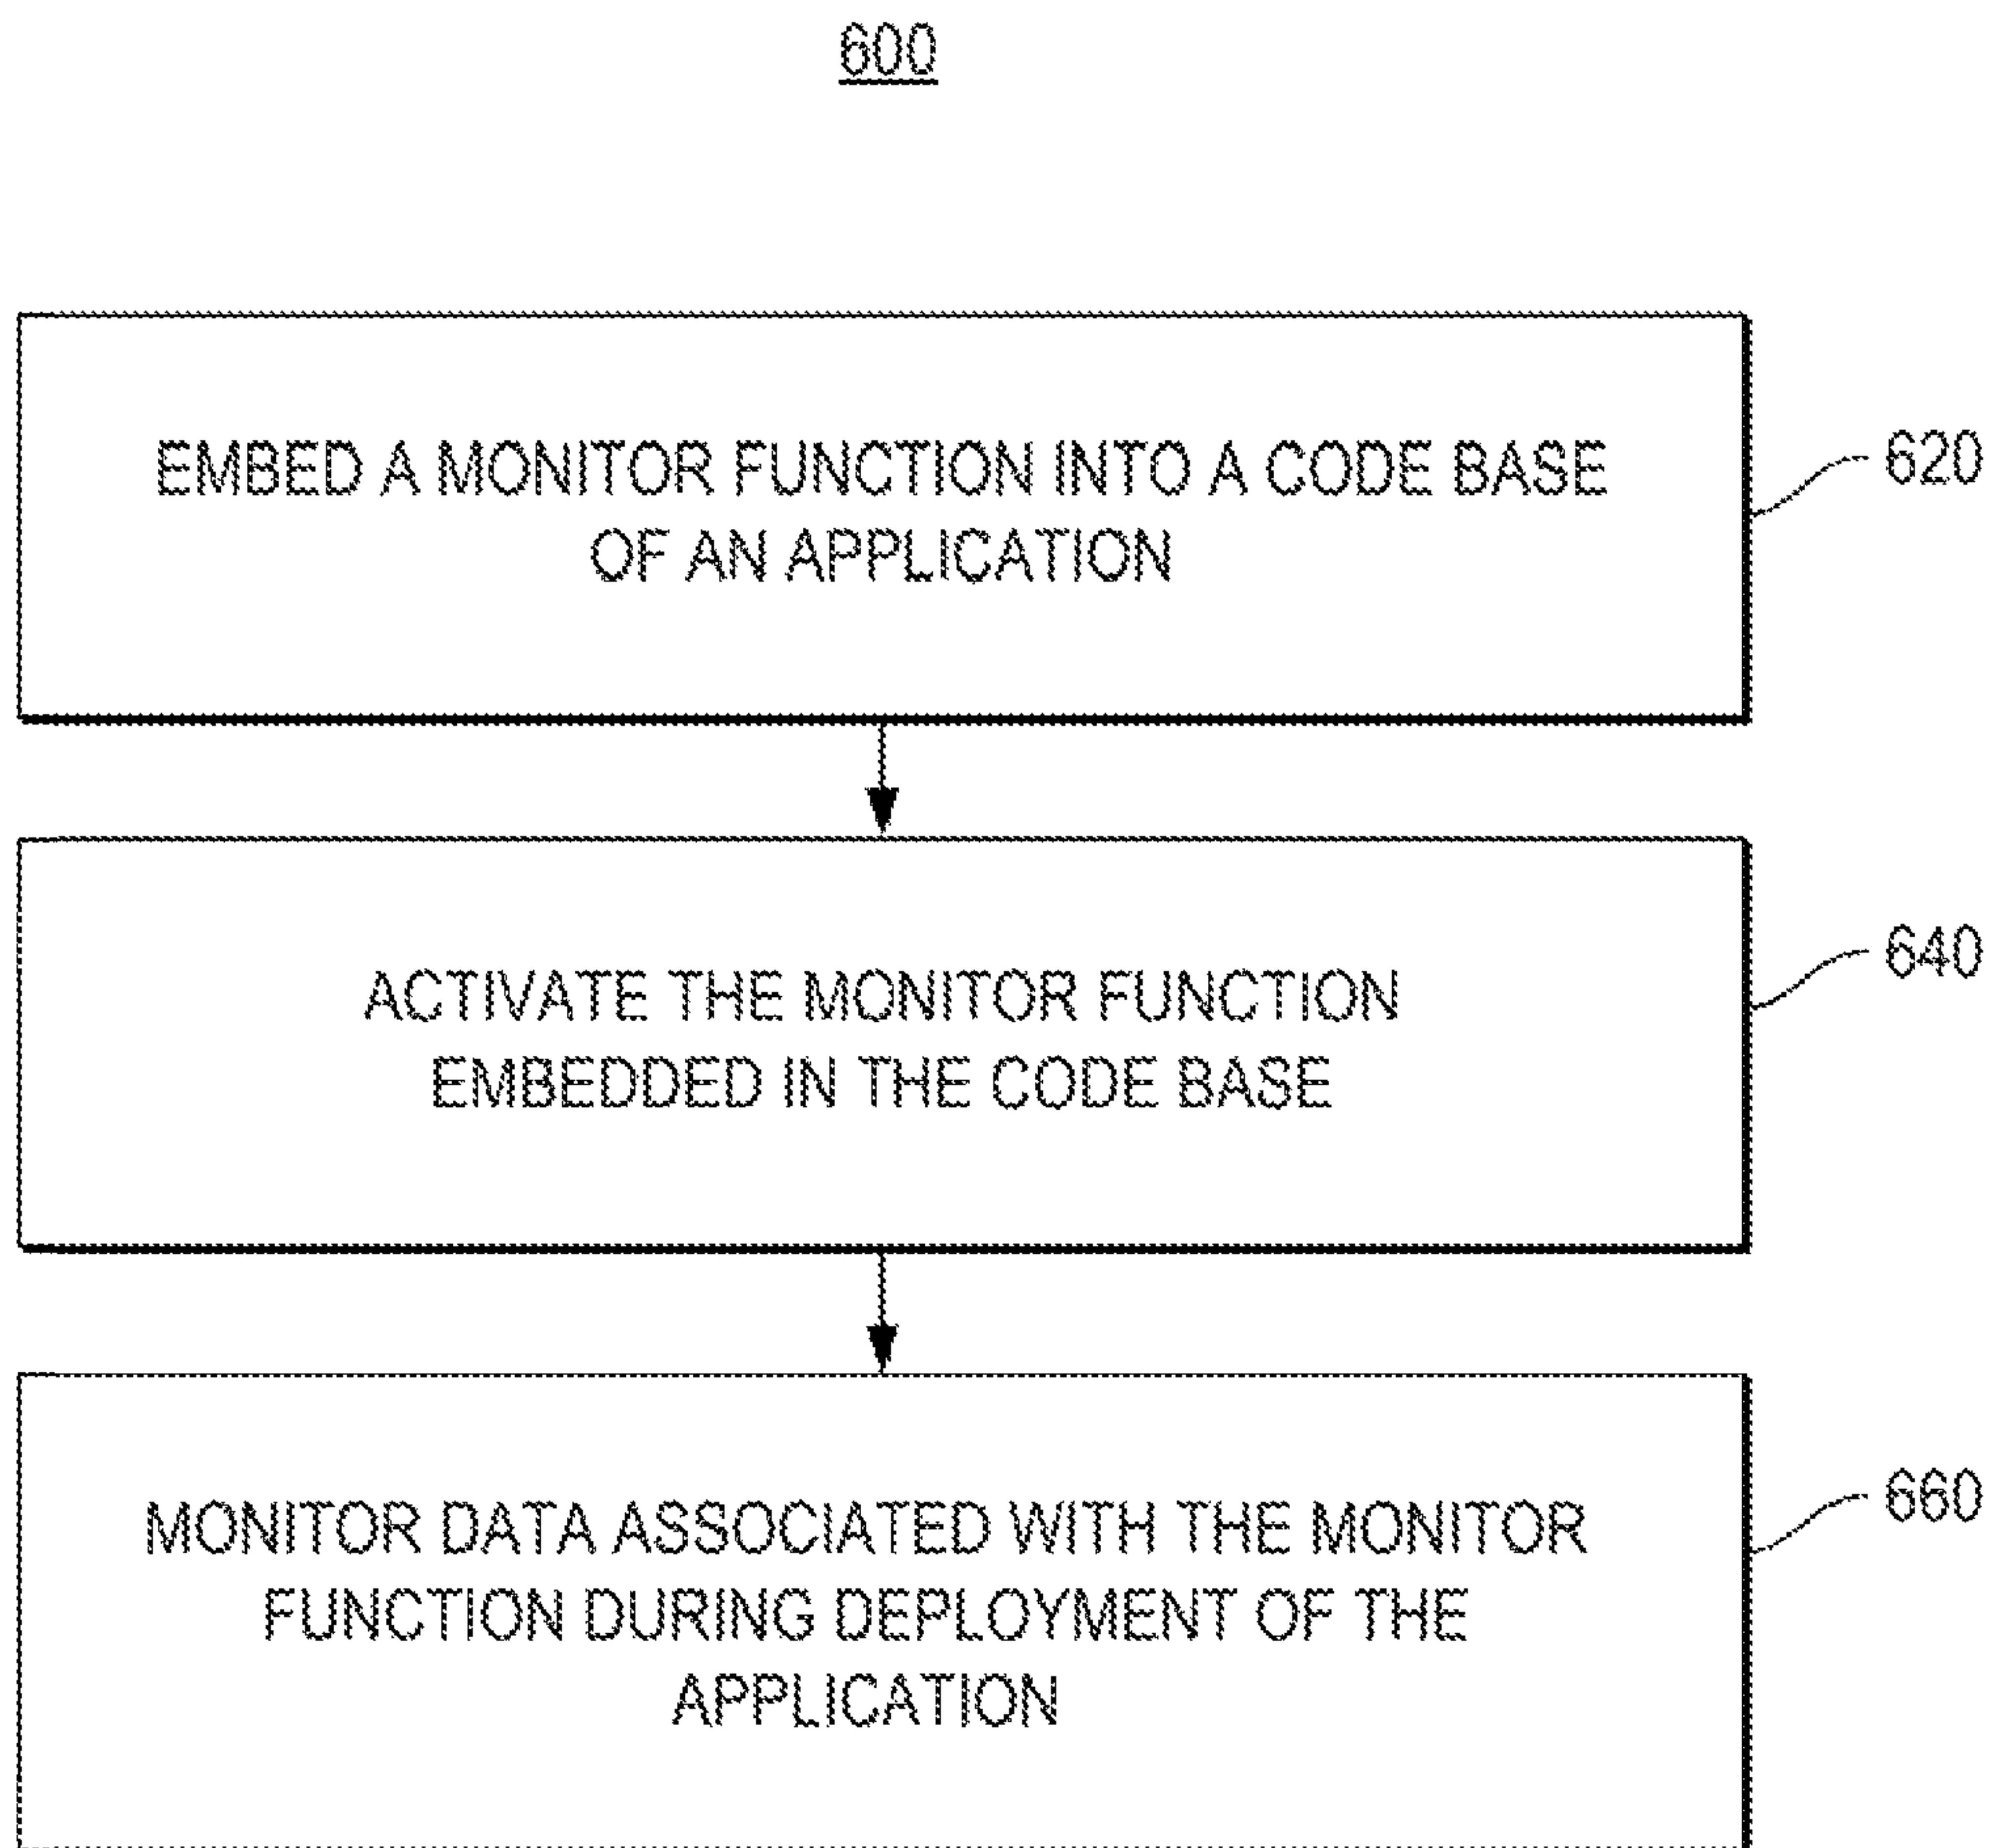 600
EMBED A MONITOR FUNCTION INTO A CODE BASE
OF AN APPLICATION
620
ACTIVATE THE MONITOR FUNCTION
EMBEDDED IN THE CODE BASE
640
MONITOR DATA ASSOCIATED WITH THE MONITOR
FUNCTION DURING DEPLOYMENT OF THE
APPLICATION
660